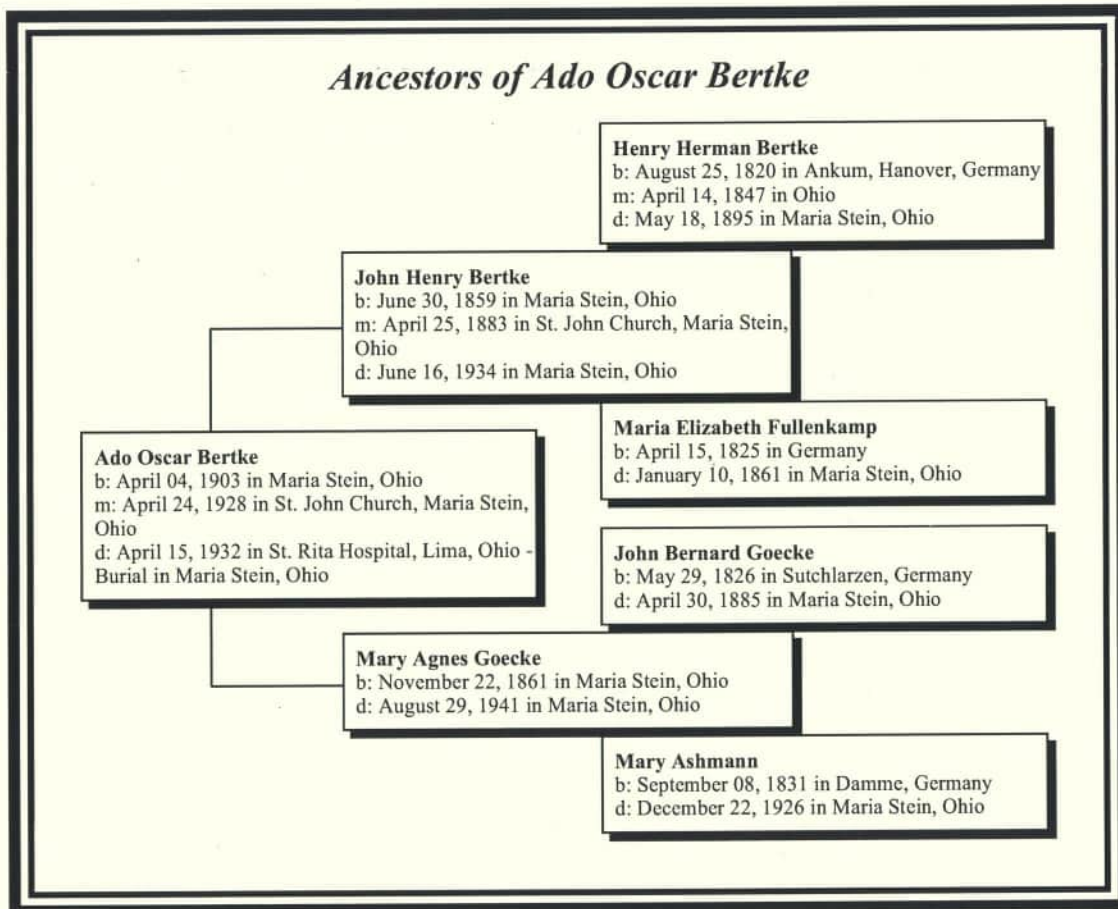 Ancestors of Ado Oscar Bertke
Henry Herman Bertke
b: August 25, 1820 in Ankum, Hanover, Germany
m: April 14, 1847 in Ohio
d: May 18, 1895 in Maria Stein, Ohio
John Henry Bertke
b: June 30, 1859 in Maria Stein, Ohio
m: April 25, 1883 in St. John Church, Maria Stein,
Ohio
d: June 16, 1934 in Maria Stein, Ohio
Maria Elizabeth Fullenkamp
b: April 15, 1825 in Germany
d: January 10, 1861 in Maria Stein, Ohio
Ado Oscar Bertke
b: April 04, 1903 in Maria Stein, Ohio
m: April 24, 1928 in St. John Church, Maria Stein,
Ohio
d: April 15, 1932 in St. Rita Hospital, Lima, Ohio -
Burial in Maria Stein, Ohio
John Bernard Goecke
b: May 29, 1826 in Sutchlarzen, Germany
d: April 30, 1885 in Maria Stein, Ohio
Mary Agnes Goecke
b: November 22, 1861 in Maria Stein, Ohio
d: August 29, 1941 in Maria Stein, Ohio
Mary Ashmann
b: September 08, 1831 in Damme, Germany
d: December 22, 1926 in Maria Stein, Ohio